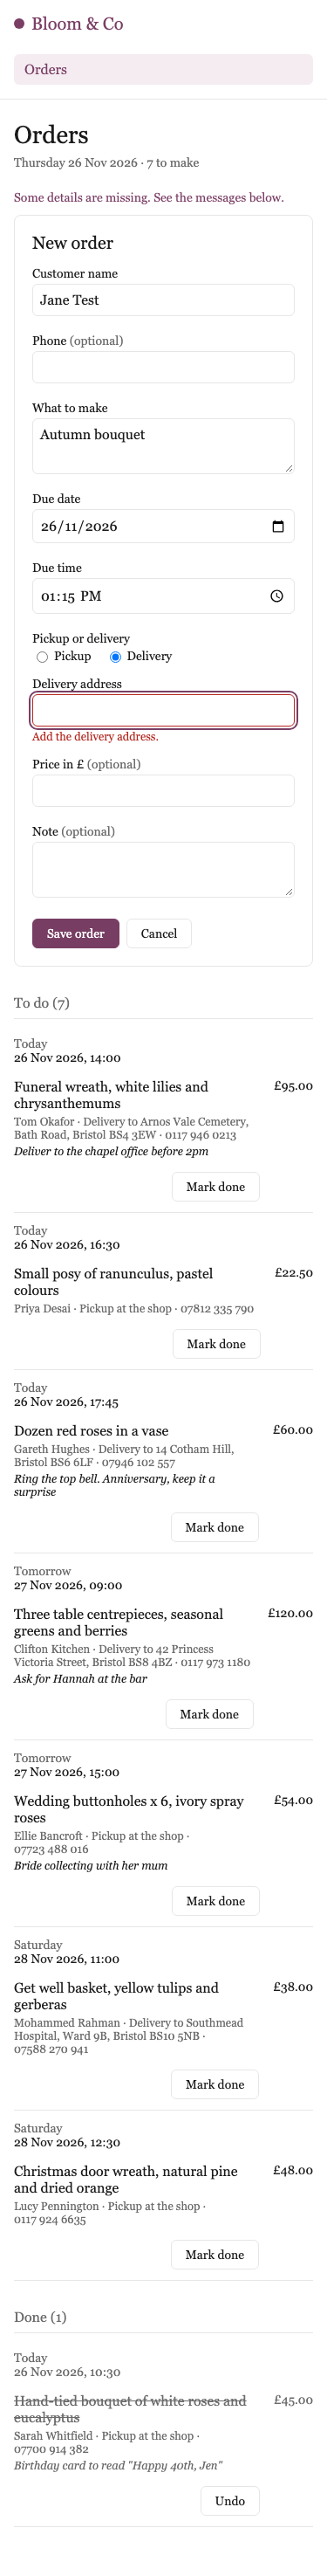 Bloom & Co
Orders
Orders
Thursday 26 Nov 2026 · 7 to make
Some details are missing. See the messages below.
New order
Customer name
Jane Test
Phone (optional)
What to make
Autumn bouquet
Due date
26/11/2026
Due time
01:15 PM
Pickup or delivery
Pickup Delivery
Delivery address
Add the delivery address.
Price in £ (optional)
Note (optional)
Save order Cancel
To do (7)
Today
26 Nov 2026, 14:00
Funeral wreath, white lilies and £95.00
chrysanthemums
Tom Okafor · Delivery to Arnos Vale Cemetery,
Bath Road, Bristol BS4 3EW · 0117 946 0213
Deliver to the chapel office before 2pm
Mark done
Today
26 Nov 2026, 16:30
Small posy of ranunculus, pastel £22.50
colours
Priya Desai · Pickup at the shop · 07812 335 790
Mark done
Today
26 Nov 2026, 17:45
Dozen red roses in a vase £60.00
Gareth Hughes · Delivery to 14 Cotham Hill,
Bristol BS6 6LF · 07946 102 557
Ring the top bell. Anniversary, keep it a
surprise
Mark done
Tomorrow
27 Nov 2026, 09:00
Three table centrepieces, seasonal £120.00
greens and berries
Clifton Kitchen · Delivery to 42 Princess
Victoria Street, Bristol BS8 4BZ · 0117 973 1180
Ask for Hannah at the bar
Mark done
Tomorrow
27 Nov 2026, 15:00
Wedding buttonholes x 6, ivory spray £54.00
roses
Ellie Bancroft · Pickup at the shop ·
07723 488 016
Bride collecting with her mum
Mark done
Saturday
28 Nov 2026, 11:00
Get well basket, yellow tulips and £38.00
gerberas
Mohammed Rahman · Delivery to Southmead
Hospital, Ward 9B, Bristol BS10 5NB ·
07588 270 941
Mark done
Saturday
28 Nov 2026, 12:30
Christmas door wreath, natural pine £48.00
and dried orange
Lucy Pennington · Pickup at the shop ·
0117 924 6635
Mark done
Done (1)
Today
26 Nov 2026, 10:30
Hand-tied bouquet of white roses and £45.00
eucalyptus
Sarah Whitfield · Pickup at the shop ·
07700 914 382
Birthday card to read "Happy 40th, Jen"
Undo